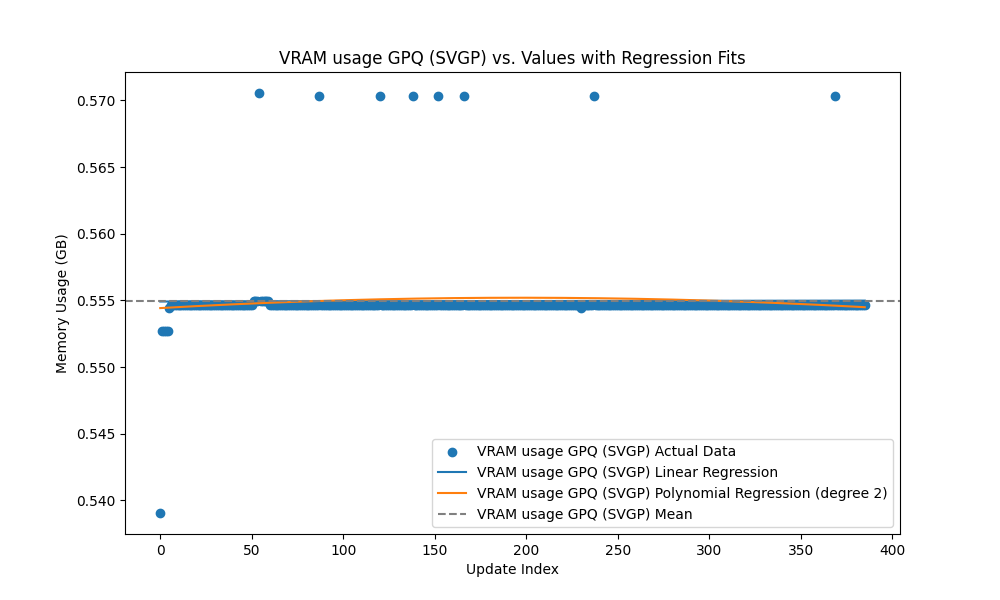 VRAM usage GPQ (SVGP) vs. Values with Regression Fits
Memory Usage (GB)
0.570
0.565
0.560
0.555
0.550
0.545
0.540
VRAM usage GPQ (SVGP) Actual Data
VRAM usage GPQ (SVGP) Linear Regression
VRAM usage GPQ (SVGP) Polynomial Regression (degree 2)
VRAM usage GPQ (SVGP) Mean
0 50 100 150 200 250 300 350 400
Update Index